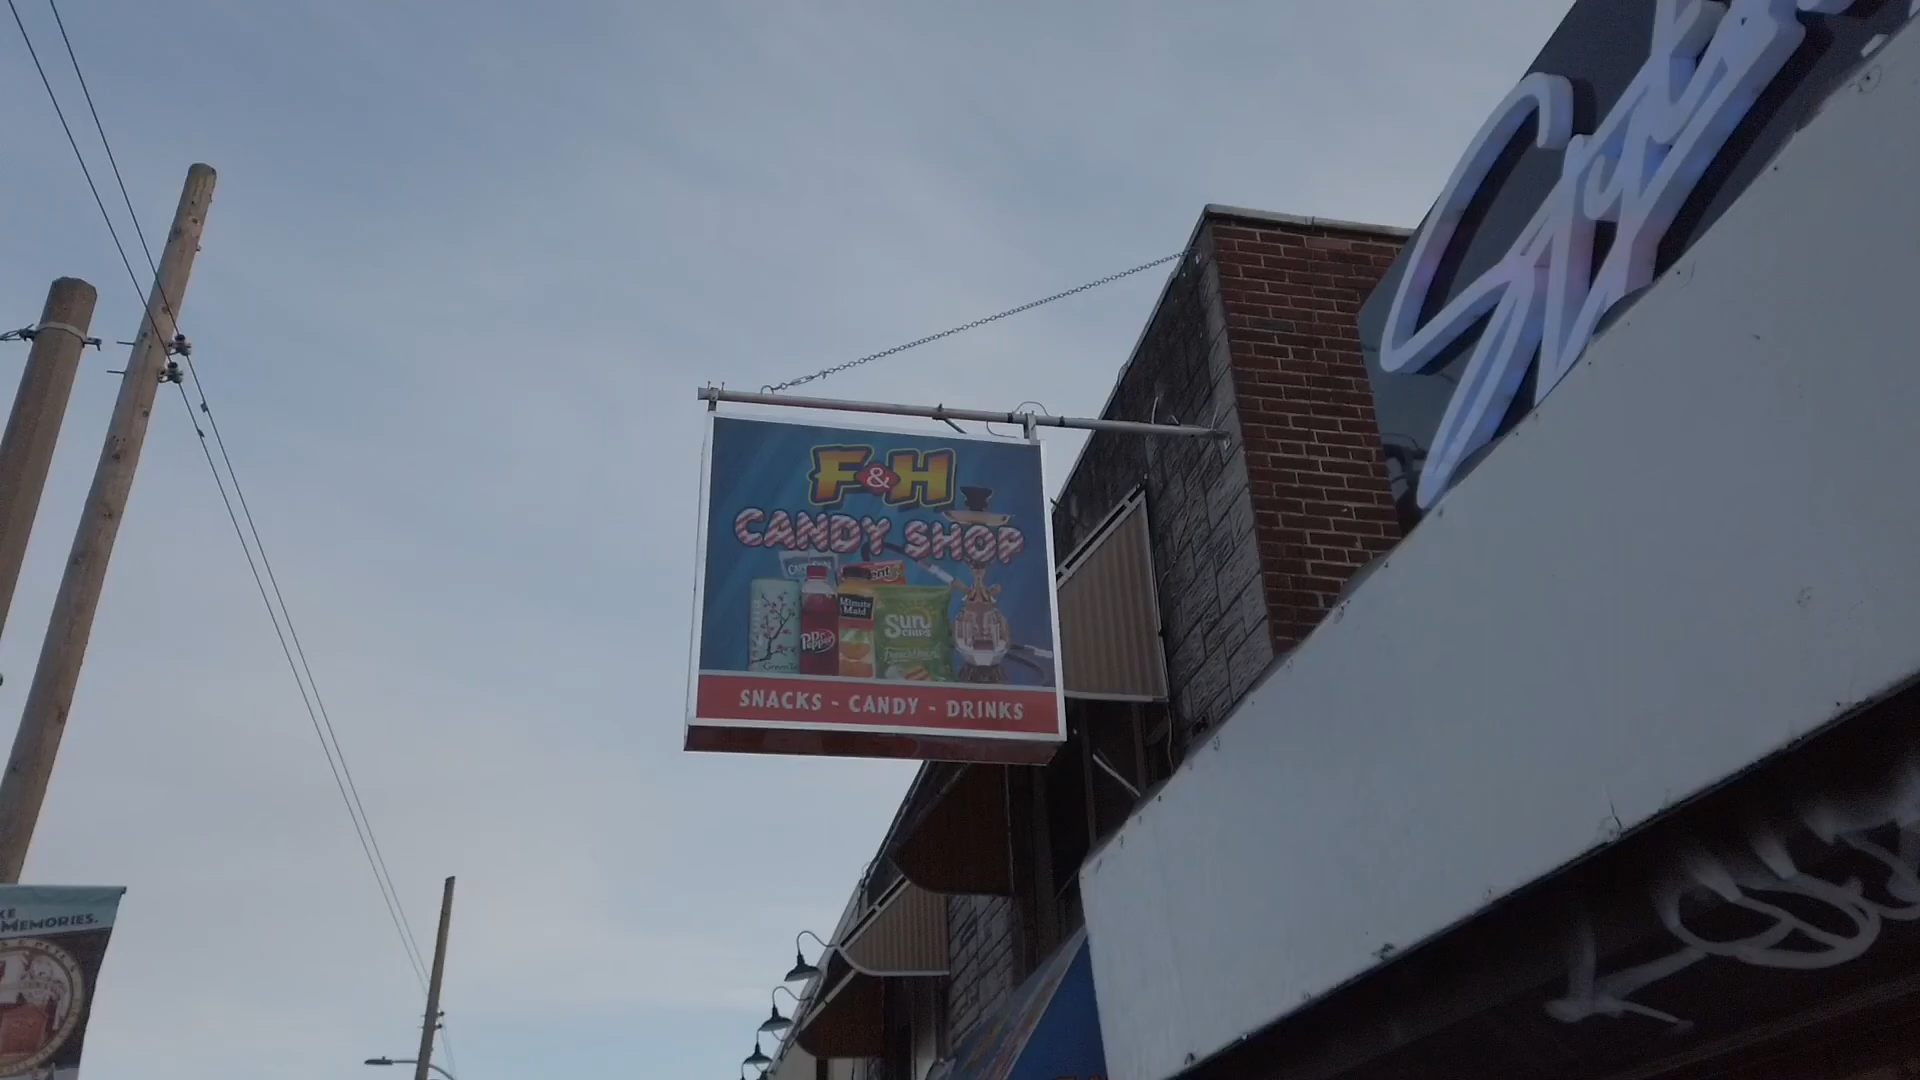 F&H
CANDY SHOP
Dr Pepper
Minute
Maid
Sun
CHIPS
SNACKS - CANDY - DRINKS
MEMORIES.